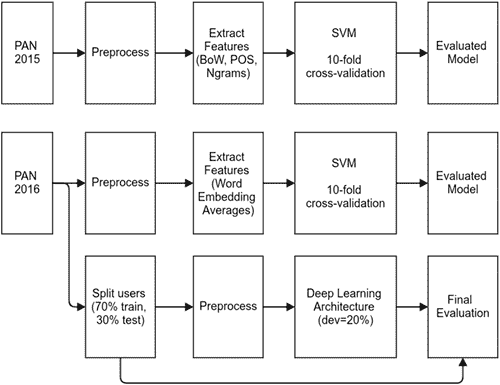 PAN
2015
Preprocess
Extract
Features
(BoW, POS,
Ngrams)
SVM
10-fold
cross-validation
Evaluated
Model
PAN
2016
Preprocess
Extract
Features
(Word
Embedding
Averages)
SVM
10-fold
cross-validation
Evaluated
Model
Split users
(70% train,
30% test)
Preprocess
Deep Learning
Architecture
(dev=20%)
Final
Evaluation